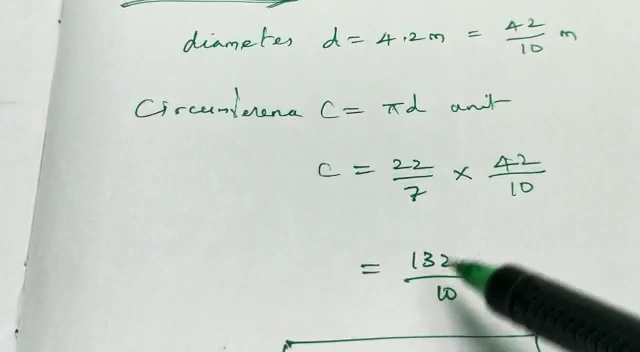 diameter d = 4.2m = 42/10 m
Circumference C = πd unit
C = 22/7 × 42/10
= 132/10